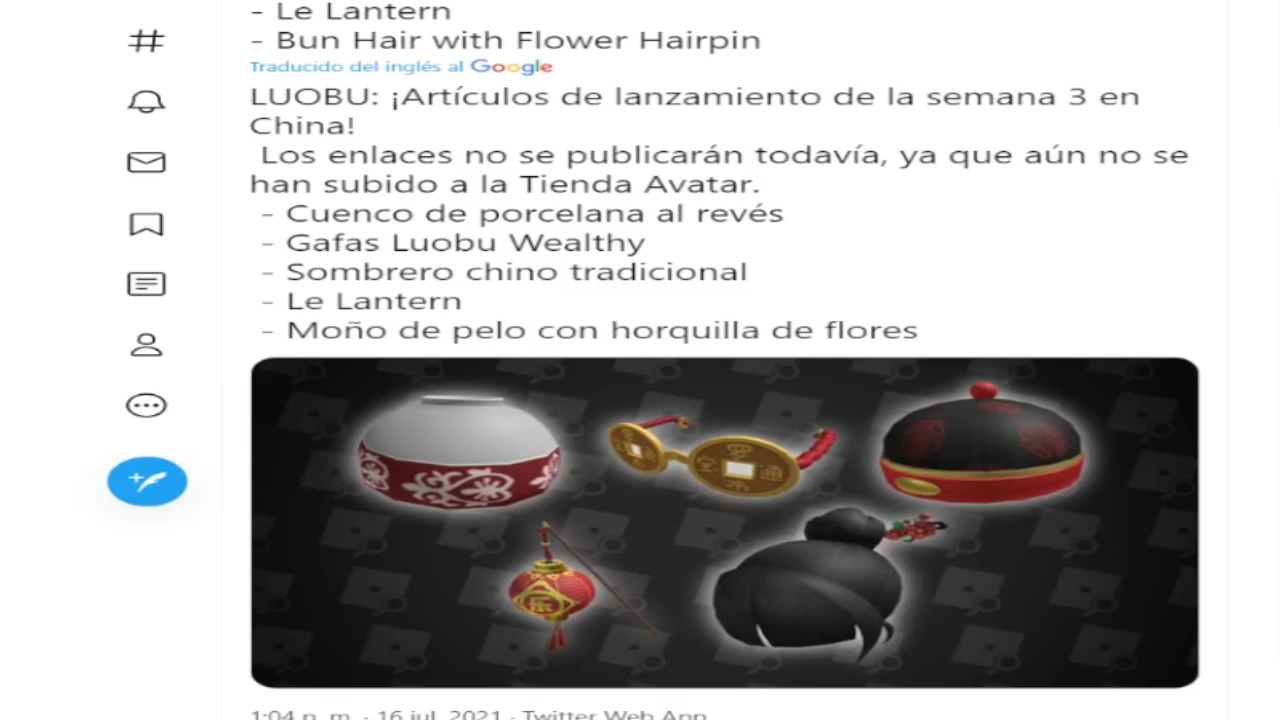 - Le Lantern
- Bun Hair with Flower Hairpin
Traducido del inglés al Google
LUOBU: ¡Artículos de lanzamiento de la semana 3 en
China!
Los enlaces no se publicarán todavía, ya que aún no se
han subido a la Tienda Avatar.
- Cuenco de porcelana al revés
- Gafas Luobu Wealthy
- Sombrero chino tradicional
- Le Lantern
- Moño de pelo con horquilla de flores
1:04 p. m. · 16 jul. 2021 · Twitter Web App